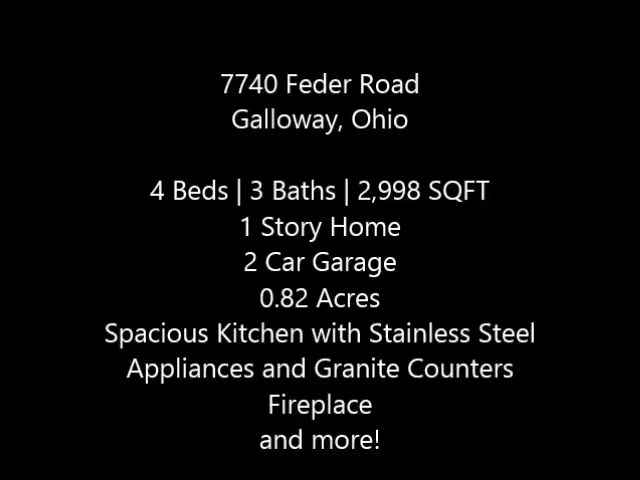 7740 Feder Road
Galloway, Ohio
4 Beds | 3 Baths | 2,998 SQFT
1 Story Home
2 Car Garage
0.82 Acres
Spacious Kitchen with Stainless Steel
Appliances and Granite Counters
Fireplace
and more!